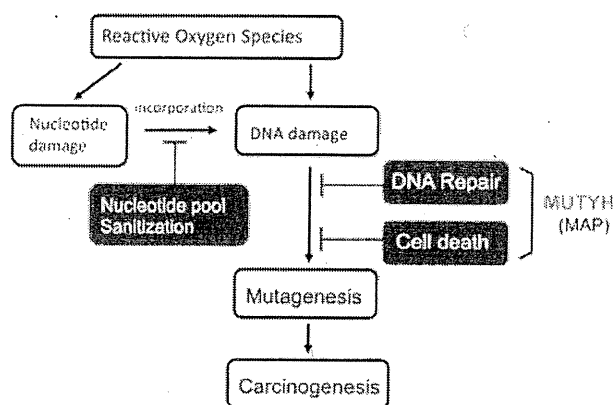 Reactive Oxygen Species
incorporation
Nucleotide
damage
DNA damage
DNA Repair
Nucleotide pool
Sanitization
MUTYH
(MAP)
Cell death
Mutagenesis
Carcinogenesis